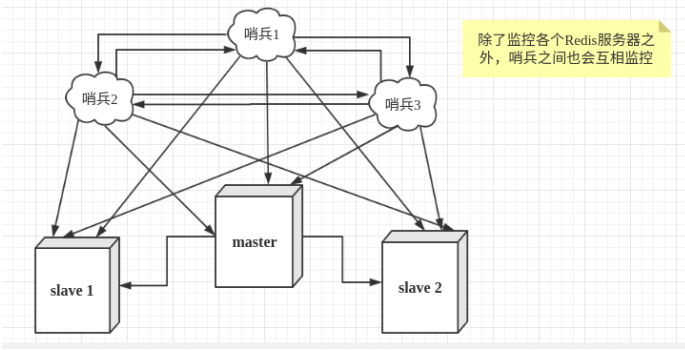 哨兵1
除了监控各个Redis服务器之
外，哨兵之间也会互相监控
哨兵2
哨兵3
master
slave 1
slave 2